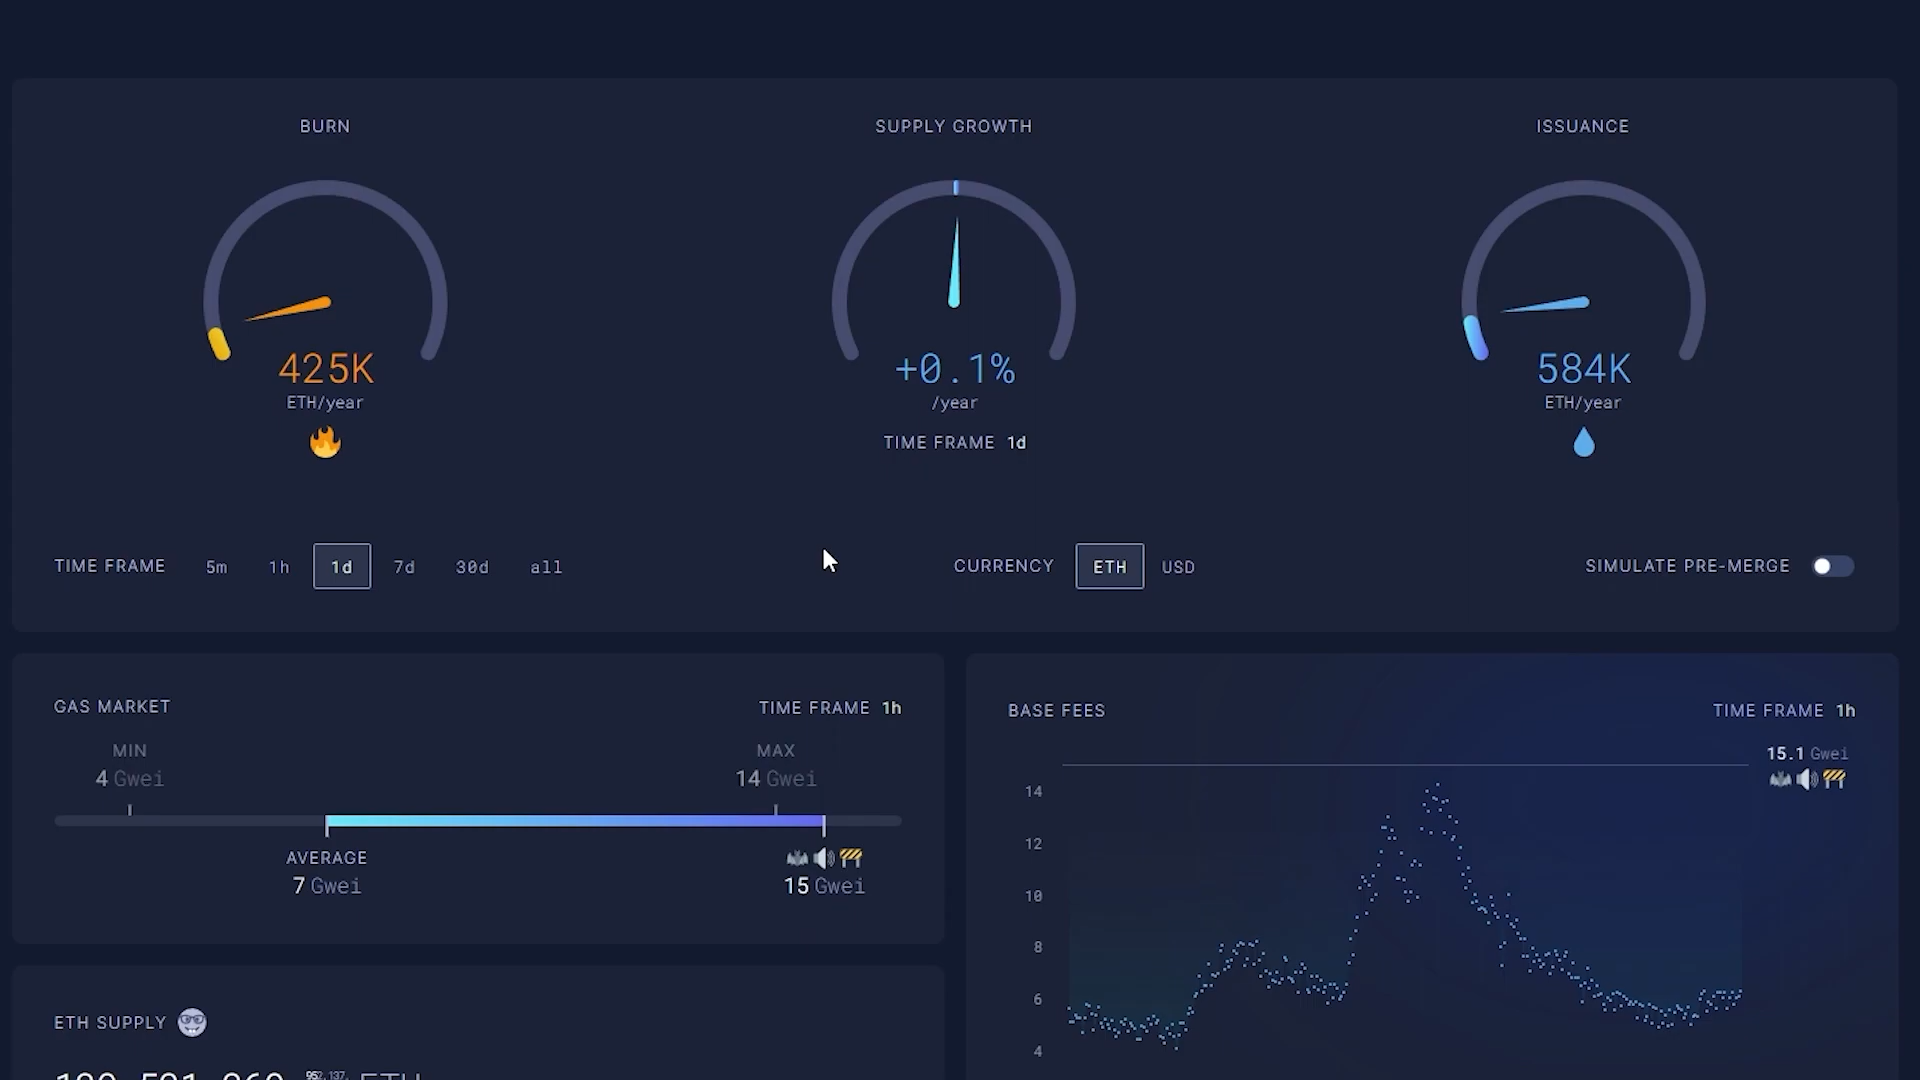 BURN
SUPPLY GROWTH
ISSUANCE
425K
ETH/year
+0.1%
/year
584K
ETH/year
TIME FRAME 1d
TIME FRAME 5m 1h 1d 7d 30d all
CURRENCY ETH USD
SIMULATE PRE-MERGE
GAS MARKET
TIME FRAME 1h
MIN
4 Gwei
MAX
14 Gwei
AVERAGE
7 Gwei
15 Gwei
BASE FEES
TIME FRAME 1h
15.1 Gwei
14
12
10
8
6
4
ETH SUPPLY
ETH